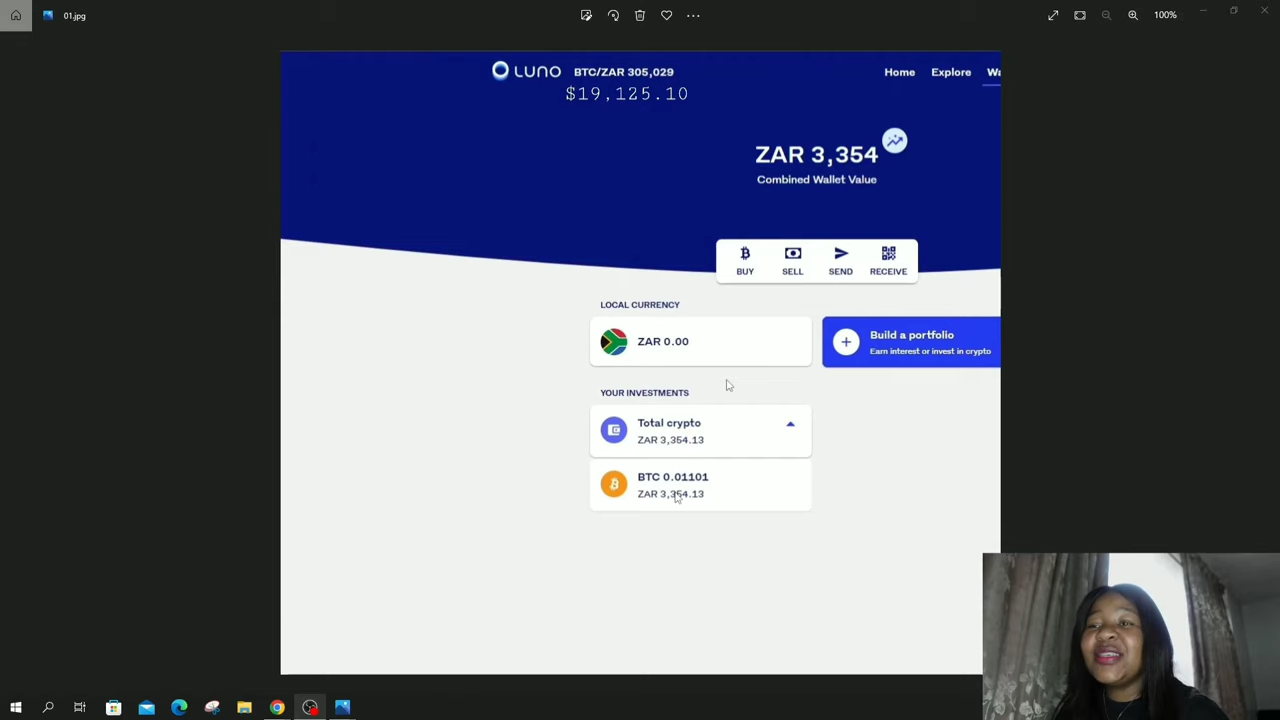 01.jpg
100%
LUNO BTC/ZAR 305,029
Home Explore Wa
$19,125.10
ZAR 3,354
Combined Wallet Value
BUY SELL SEND RECEIVE
LOCAL CURRENCY
ZAR 0.00
Build a portfolio
Earn interest or invest in crypto
YOUR INVESTMENTS
Total crypto
ZAR 3,354.13
BTC 0.01101
ZAR 3,354.13